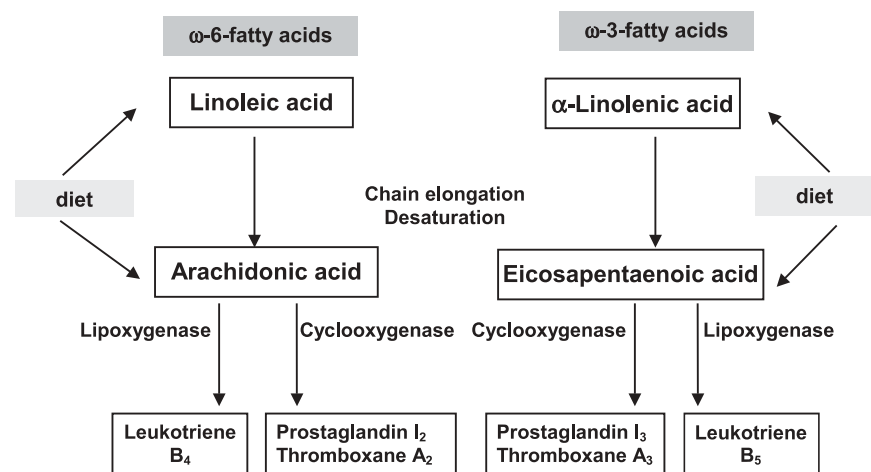 ω-6-fatty acids
ω-3-fatty acids
Linoleic acid
α-Linolenic acid
diet
diet
Chain elongation
Desaturation
Arachidonic acid
Eicosapentaenoic acid
Lipoxygenase
Cyclooxygenase
Cyclooxygenase
Lipoxygenase
Leukotriene
B₄
Prostaglandin I₂
Thromboxane A₂
Prostaglandin I₃
Thromboxane A₃
Leukotriene
B₅